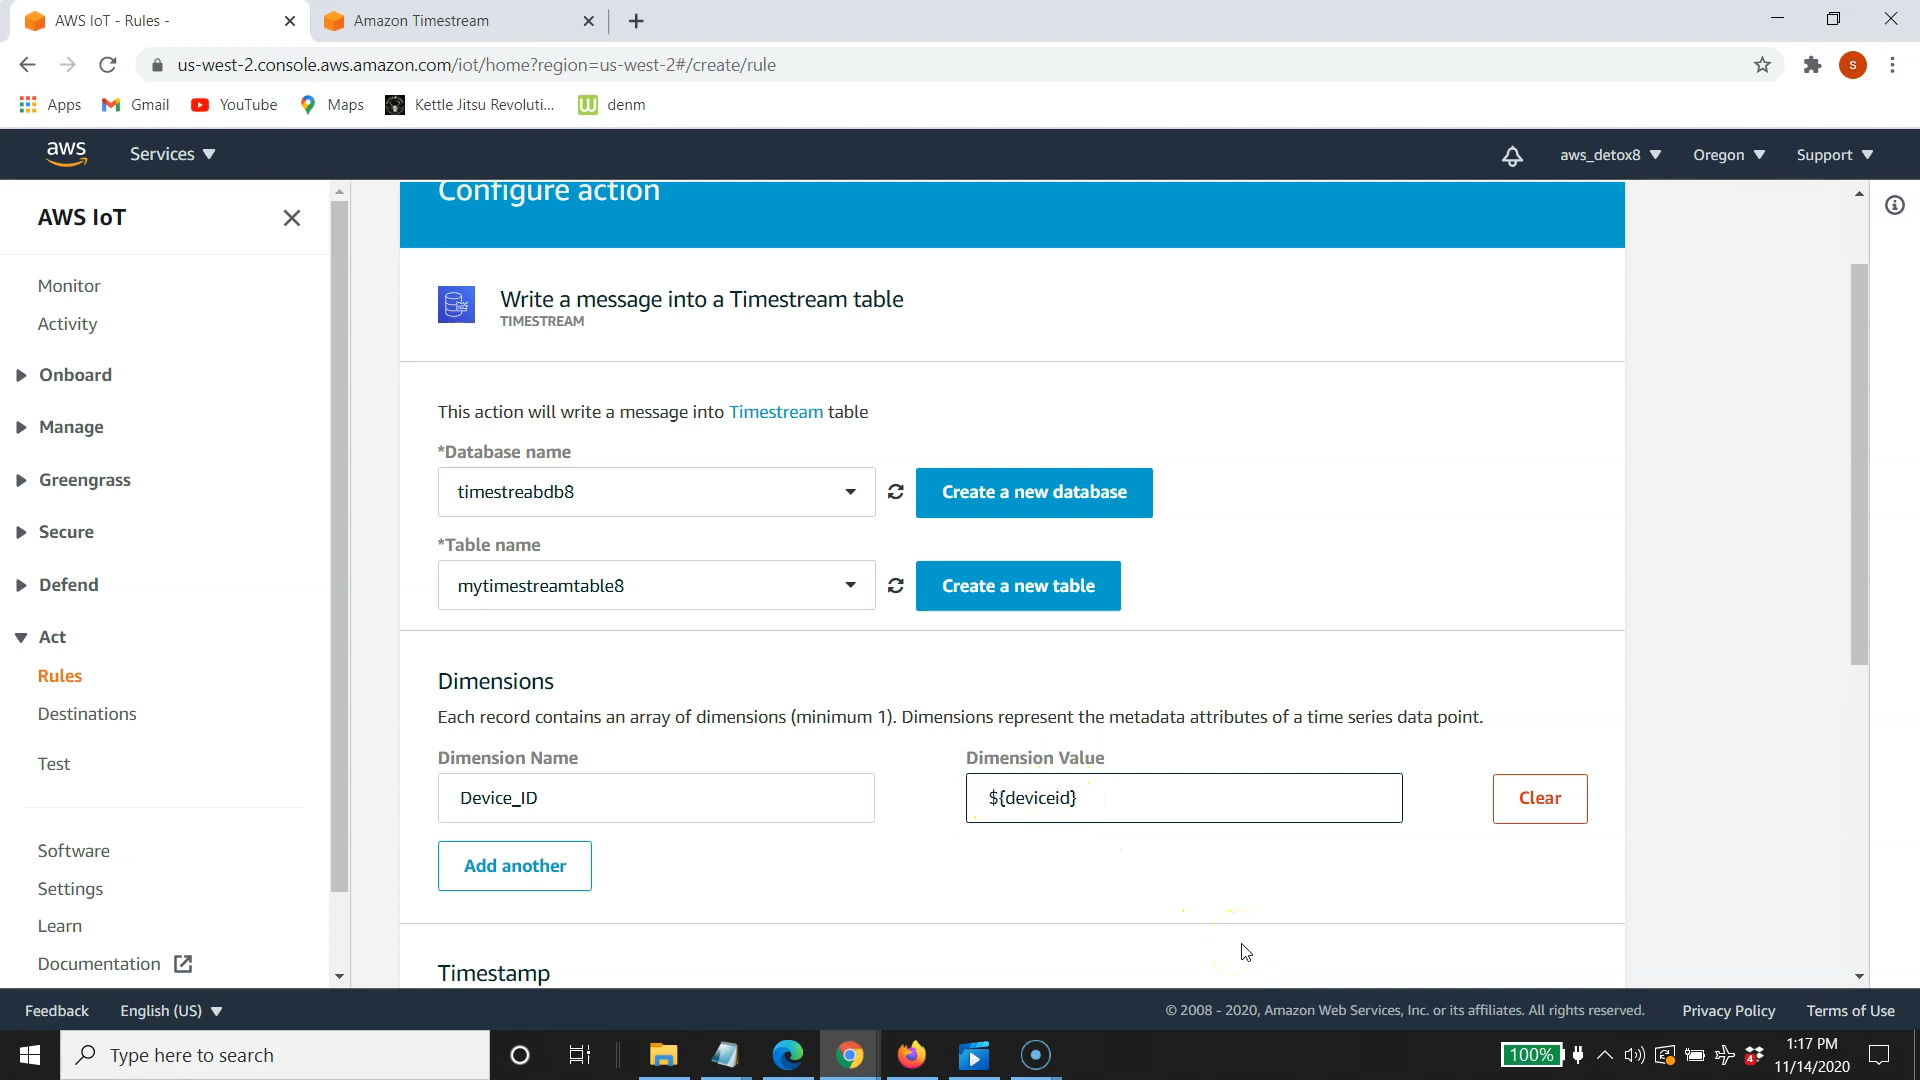 AWS IoT - Rules -
Amazon Timestream
us-west-2.console.aws.amazon.com/iot/home?region=us-west-2#/create/rule
S
Apps
Gmail
YouTube
Maps
Kettle Jitsu Revoluti...
denm
aws
Services
aws_detox8
Oregon
Support
AWS IoT
Monitor
Activity
Onboard
Manage
Greengrass
Secure
Defend
Act
Rules
Destinations
Test
Software
Settings
Learn
Documentation
Configure action
Write a message into a Timestream table
TIMESTREAM
This action will write a message into Timestream table
*Database name
timestreabdb8
Create a new database
*Table name
mytimestreamtable8
Create a new table
Dimensions
Each record contains an array of dimensions (minimum 1). Dimensions represent the metadata attributes of a time series data point.
Dimension Name
Dimension Value
Device_ID
${deviceid}
Clear
Add another
Timestamp
Feedback
English (US)
© 2008 - 2020, Amazon Web Services, Inc. or its affiliates. All rights reserved.
Privacy Policy
Terms of Use
Type here to search
100%
4
1:17 PM
11/14/2020